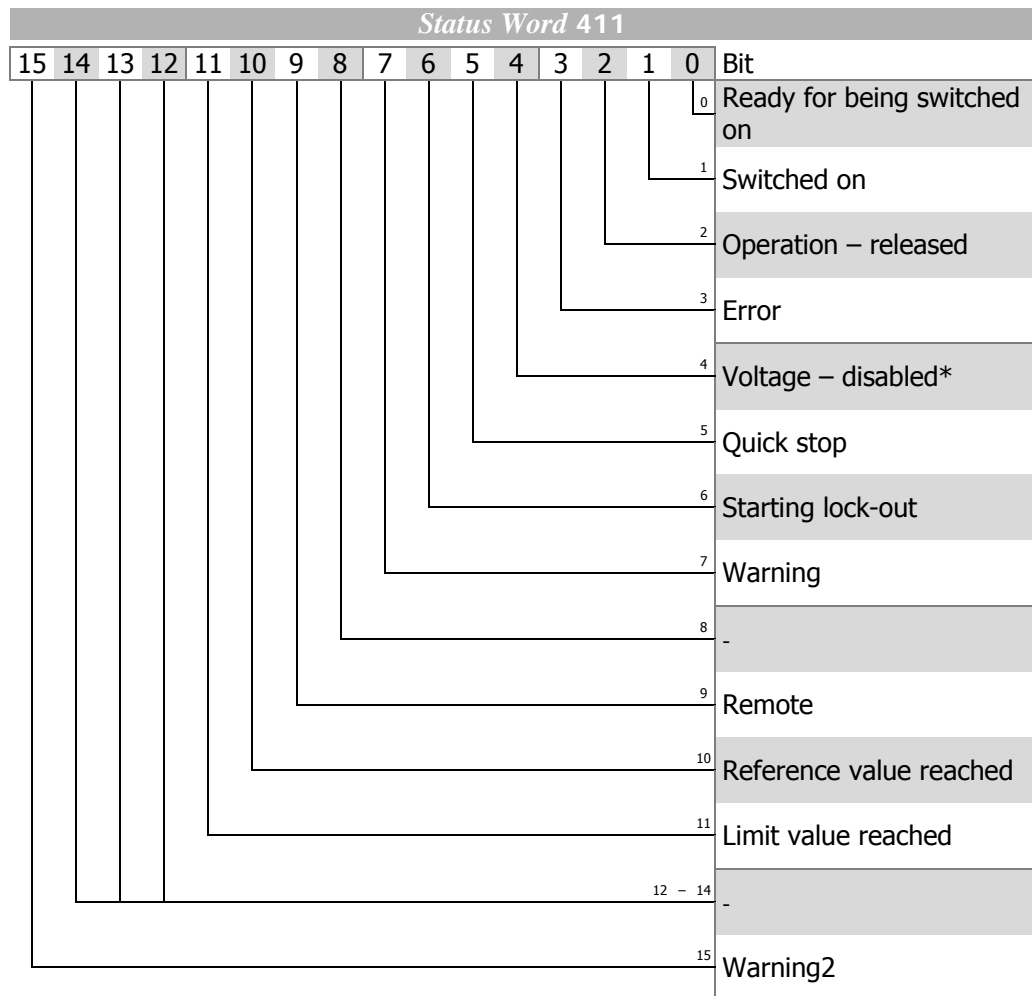 Status Word 411
15 14 13 12 11 10 9 8 7 6 5 4 3 2 1 0 Bit
0 Ready for being switched
on
1 Switched on
2 Operation – released
3 Error
4 Voltage – disabled*
5 Quick stop
6 Starting lock-out
7 Warning
8 -
9 Remote
10 Reference value reached
11 Limit value reached
12 – 14 -
15 Warning2